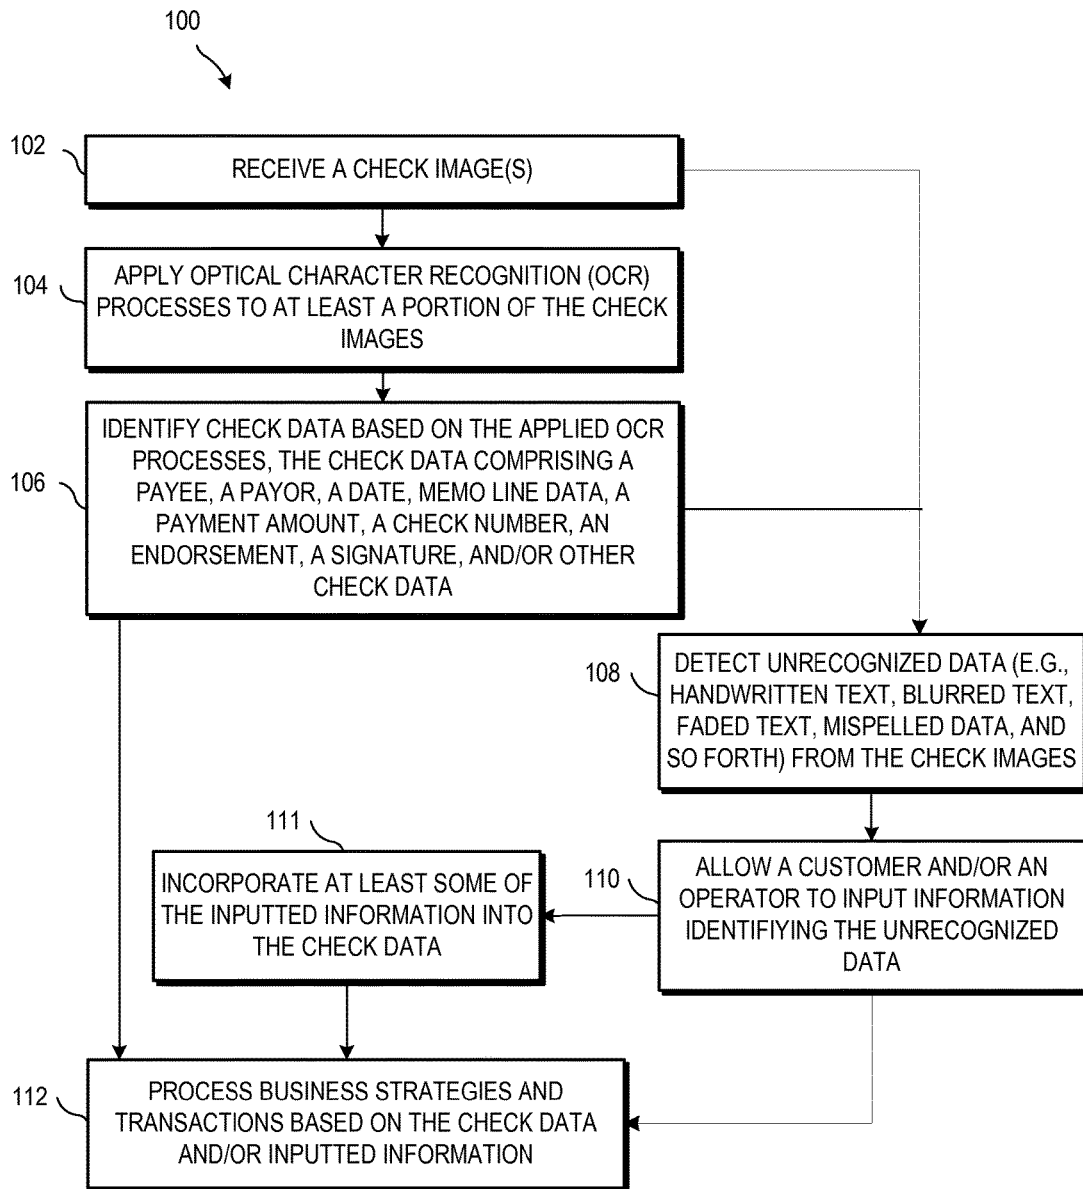 100
102
RECEIVE A CHECK IMAGE(S)
104
APPLY OPTICAL CHARACTER RECOGNITION (OCR)
PROCESSES TO AT LEAST A PORTION OF THE CHECK
IMAGES
106
IDENTIFY CHECK DATA BASED ON THE APPLIED OCR
PROCESSES, THE CHECK DATA COMPRISING A
PAYEE, A PAYOR, A DATE, MEMO LINE DATA, A
PAYMENT AMOUNT, A CHECK NUMBER, AN
ENDORSEMENT, A SIGNATURE, AND/OR OTHER
CHECK DATA
108
DETECT UNRECOGNIZED DATA (E.G.,
HANDWRITTEN TEXT, BLURRED TEXT,
FADED TEXT, MISPELLED DATA, AND
SO FORTH) FROM THE CHECK IMAGES
110
ALLOW A CUSTOMER AND/OR AN
OPERATOR TO INPUT INFORMATION
IDENTIFIYING THE UNRECOGNIZED
DATA
111
INCORPORATE AT LEAST SOME OF
THE INPUTTED INFORMATION INTO
THE CHECK DATA
112
PROCESS BUSINESS STRATEGIES AND
TRANSACTIONS BASED ON THE CHECK DATA
AND/OR INPUTTED INFORMATION